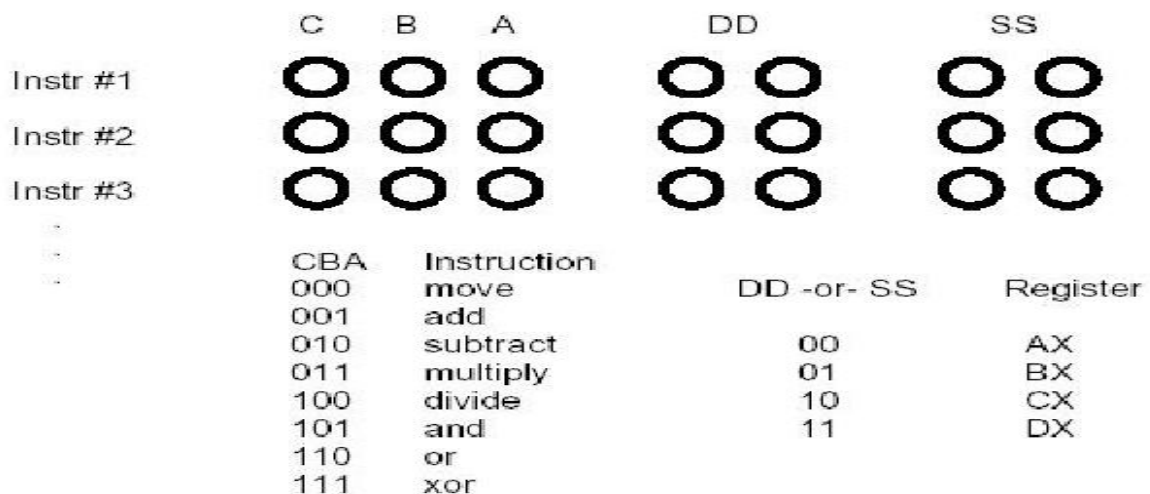 C B A DD SS
Instr #1
Instr #2
Instr #3
.
.
.
CBA Instruction
000 move DD -or- SS Register
001 add
010 subtract 00 AX
011 multiply 01 BX
100 divide 10 CX
101 and 11 DX
110 or
111 xor